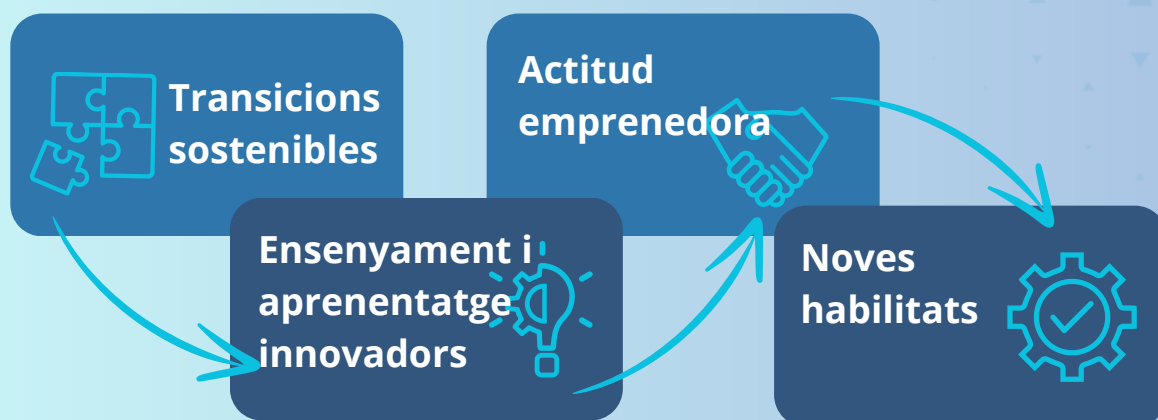 Transicions
sostenibles
Ensenyament i
aprenentatge
innovadors
Actitud
emprenedora
Noves
habilitats